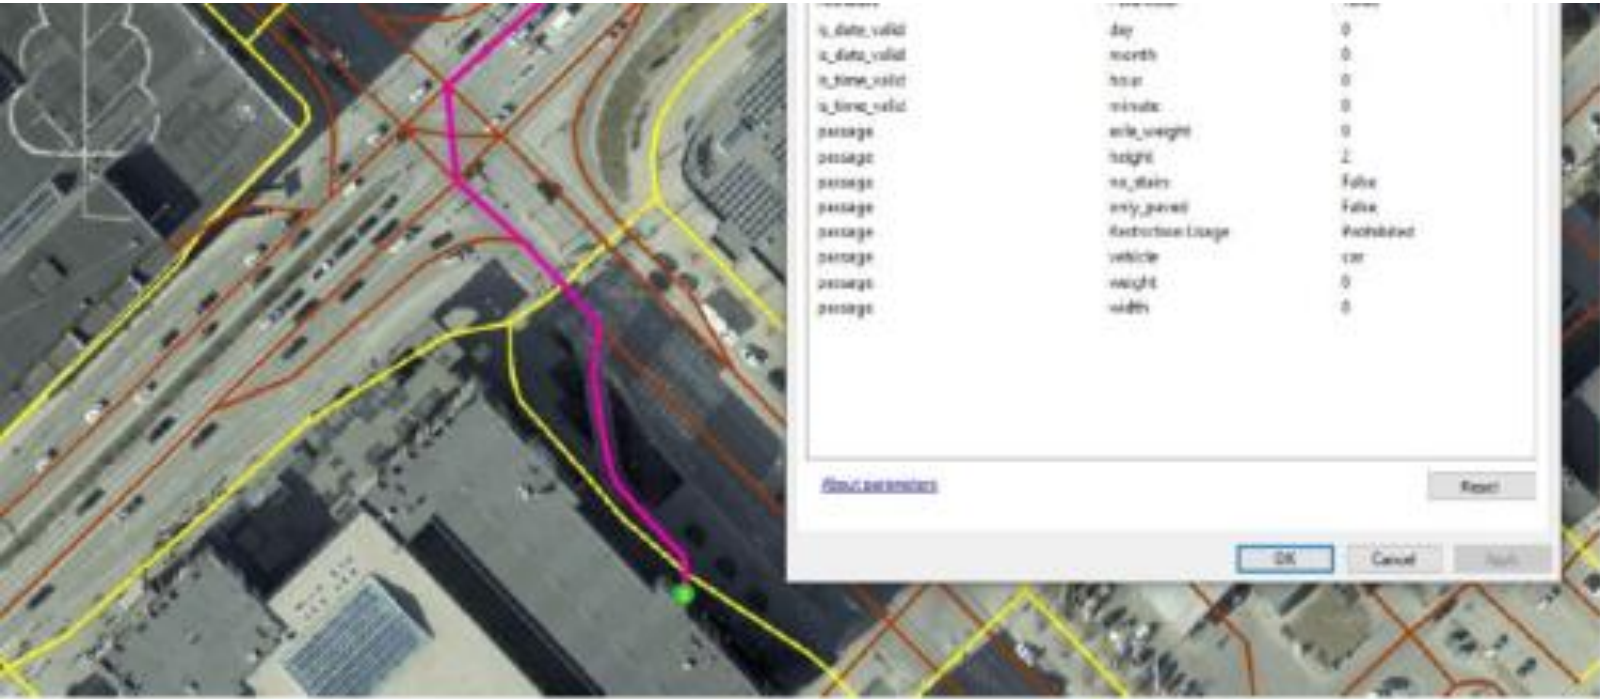 is_date_valid day 0
is_date_valid month 0
is_time_valid hour 0
is_time_valid minute 0
passage axle_weight 0
passage height 2
passage no_stairs False
passage only_paved False
passage Restriction Usage Prohibited
passage vehicle car
passage weight 0
passage width 0
About parameters
Reset
OK Cancel Apply